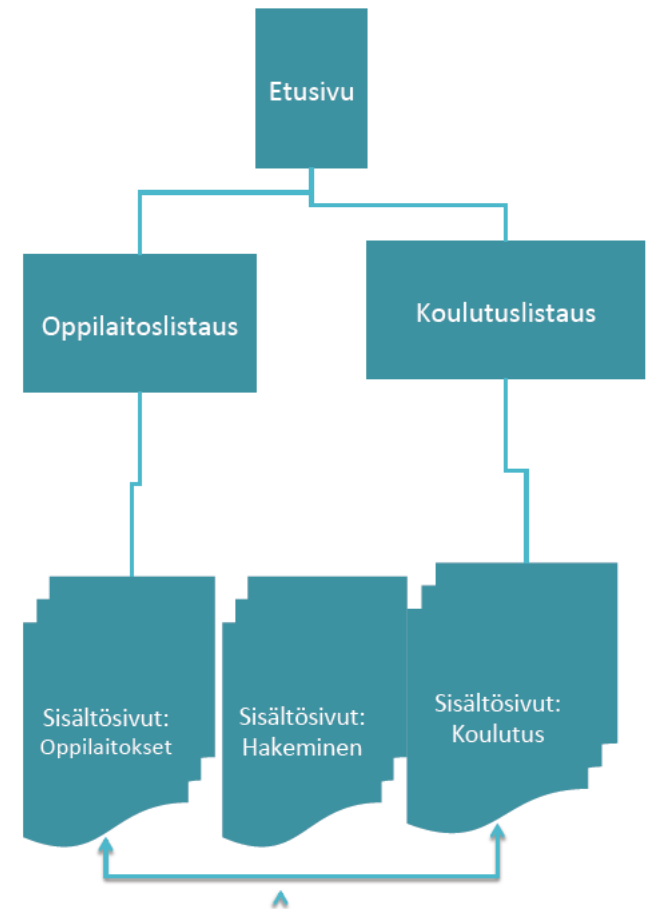 Etusivu
Oppilaitoslistaus
Koulutuslistaus
Sisältösivut:
Oppilaitokset
Sisältösivut:
Hakeminen
Sisältösivut:
Koulutus